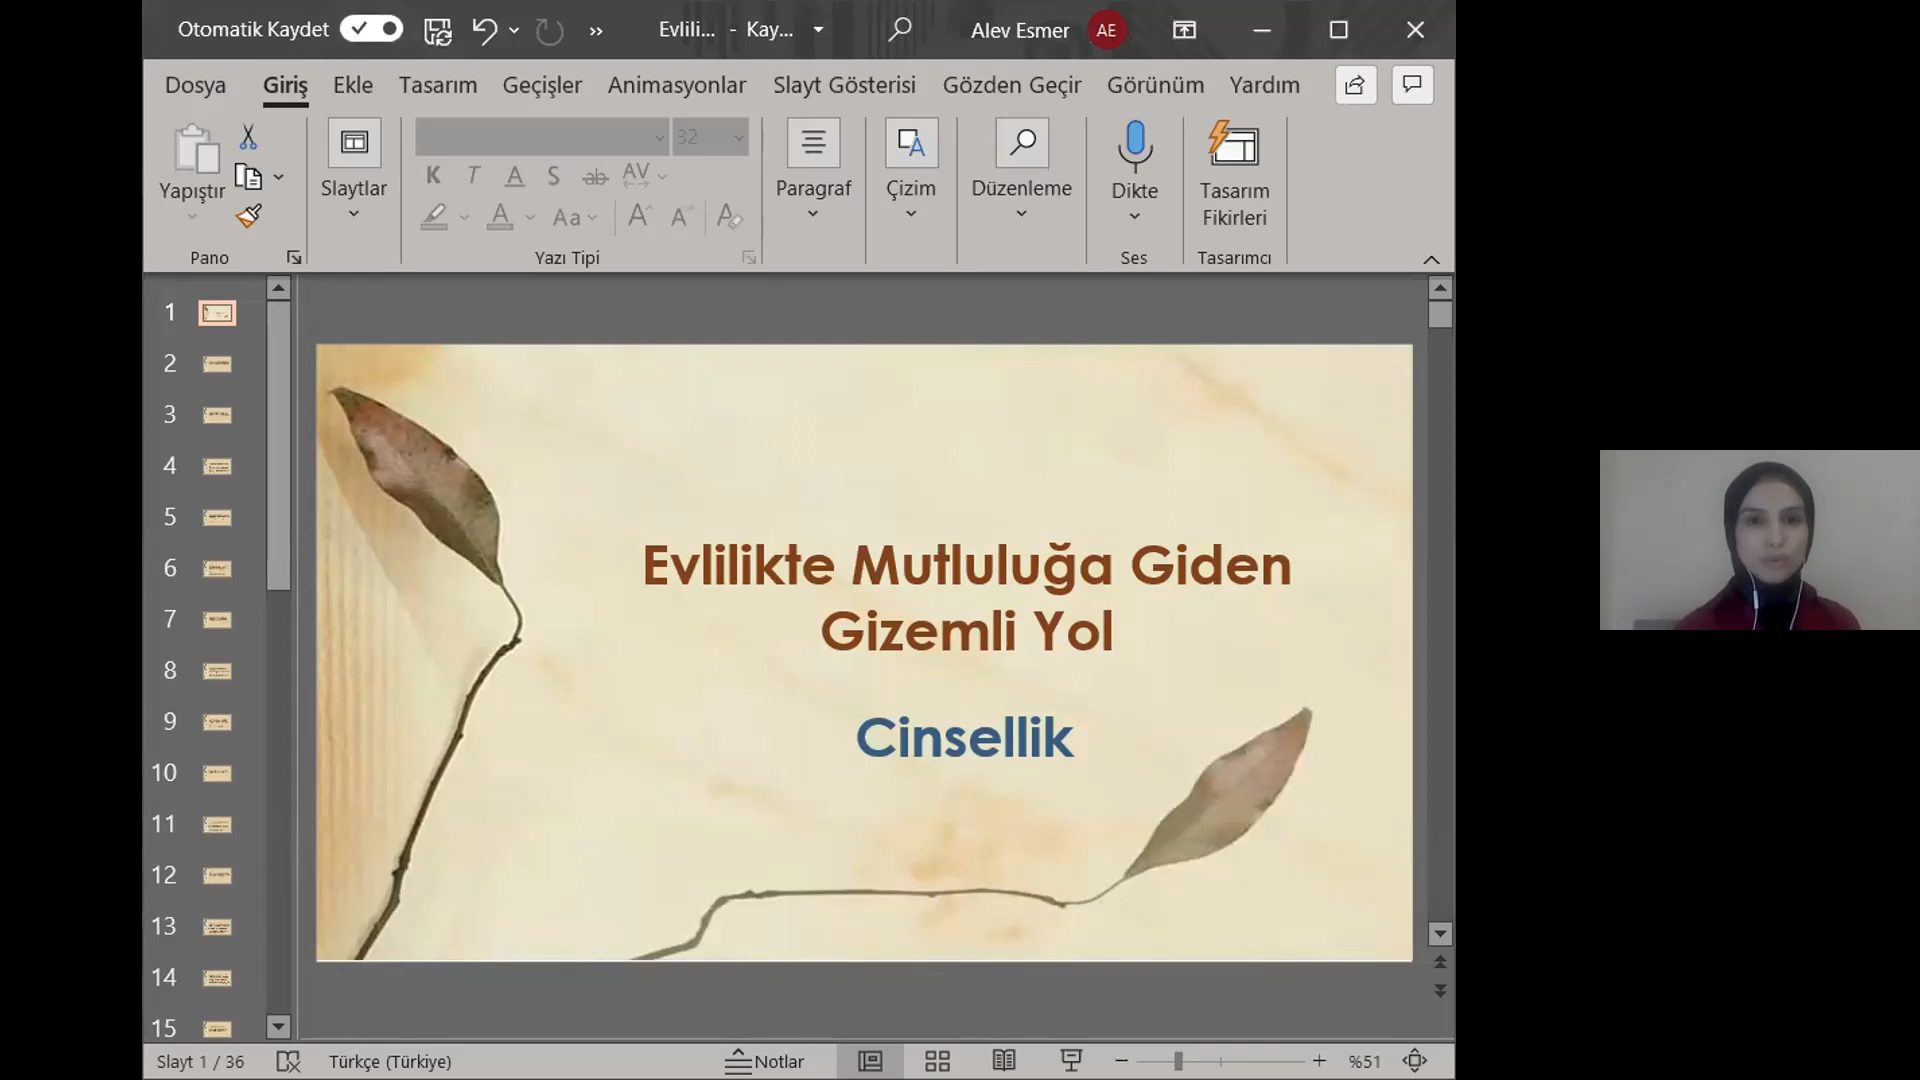 Otomatik Kaydet
Evlili... - Kay...
Alev Esmer
AE
Dosya
Giriş
Ekle
Tasarım
Geçişler
Animasyonlar
Slayt Gösterisi
Gözden Geçir
Görünüm
Yardım
Yapıştır
Pano
Slaytlar
32
K T A S ab AV
A Aa A A A
Yazı Tipi
Paragraf
Çizim
Düzenleme
Dikte
Ses
Tasarım
Fikirleri
Tasarımcı
1
2
3
4
5
6
7
8
9
10
11
12
13
14
15
Evlilikte Mutluluğa Giden
Gizemli Yol
Cinsellik
Slayt 1 / 36
Türkçe (Türkiye)
Notlar
%51